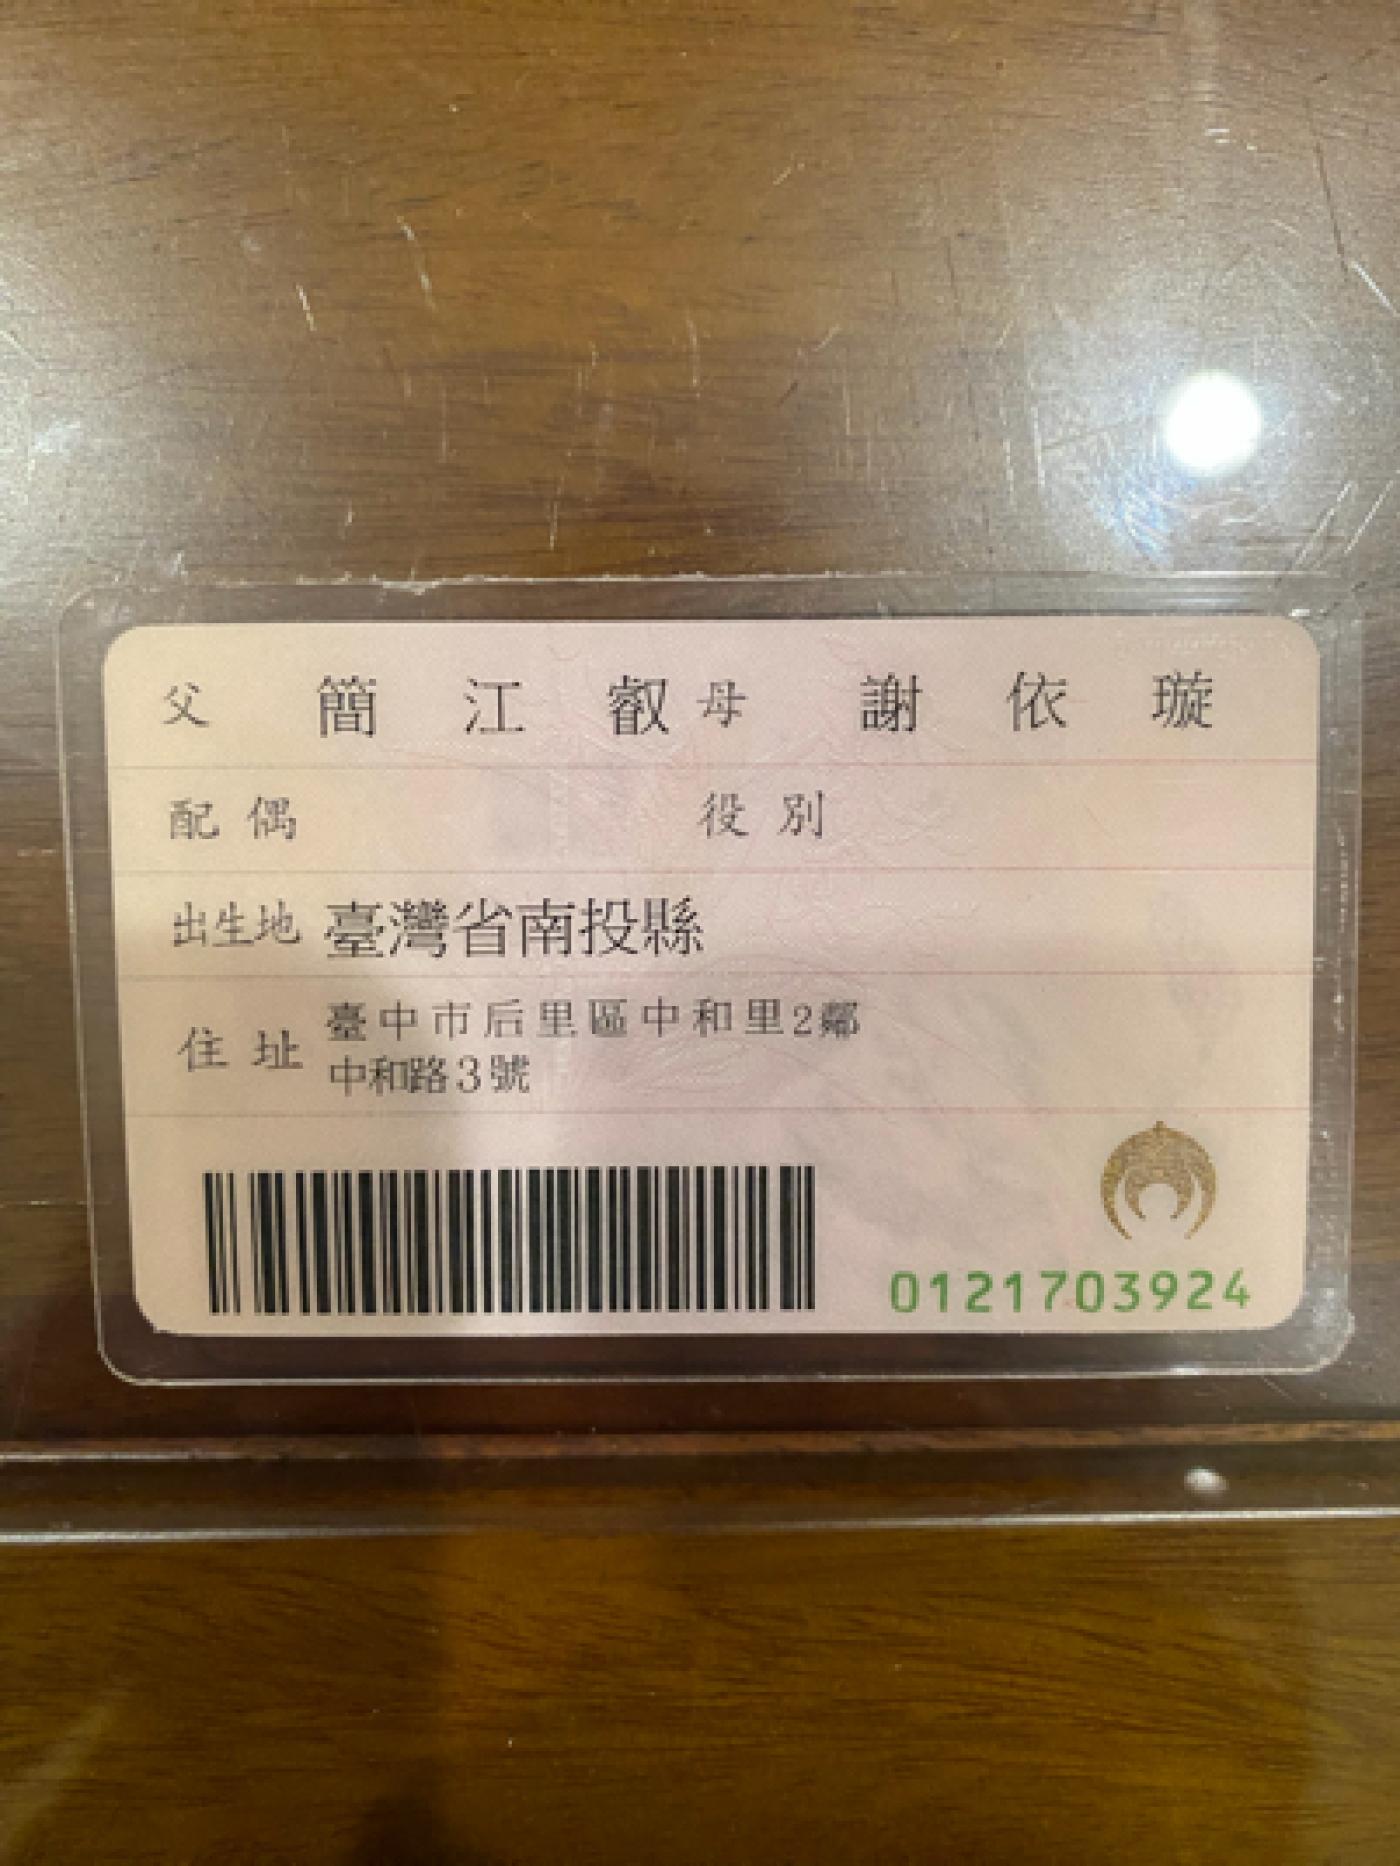 父 簡江叡 母 謝依璇
配偶 役別
出生地 臺灣省南投縣
住址 臺中市后里區中和里2鄰
中和路3號
0121703924